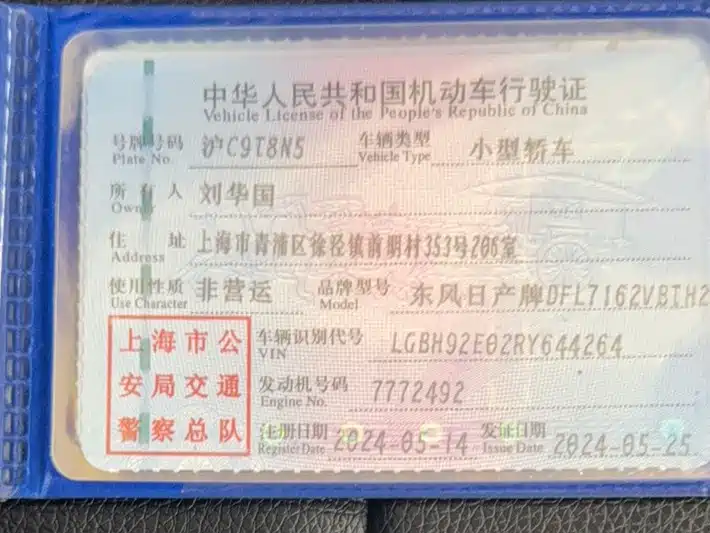 中华人民共和国机动车行驶证
Vehicle License of the People's Republic of China
号牌号码 沪C9T8N5 车辆类型 小型轿车
Plate No. Vehicle Type
所有人 刘华国
Owner
住址 上海市青浦区徐泾镇前明村353号206室
Address
使用性质 非营运 品牌型号 东风日产牌DFL7162VBTH2
Use Character Model
上海市公
安局交通
警察总队
车辆识别代号 LGBH92E02RY644264
VIN
发动机号码 7772492
Engine No.
注册日期 2024-05-14 发证日期 2024-05-25
Register Date Issue Date